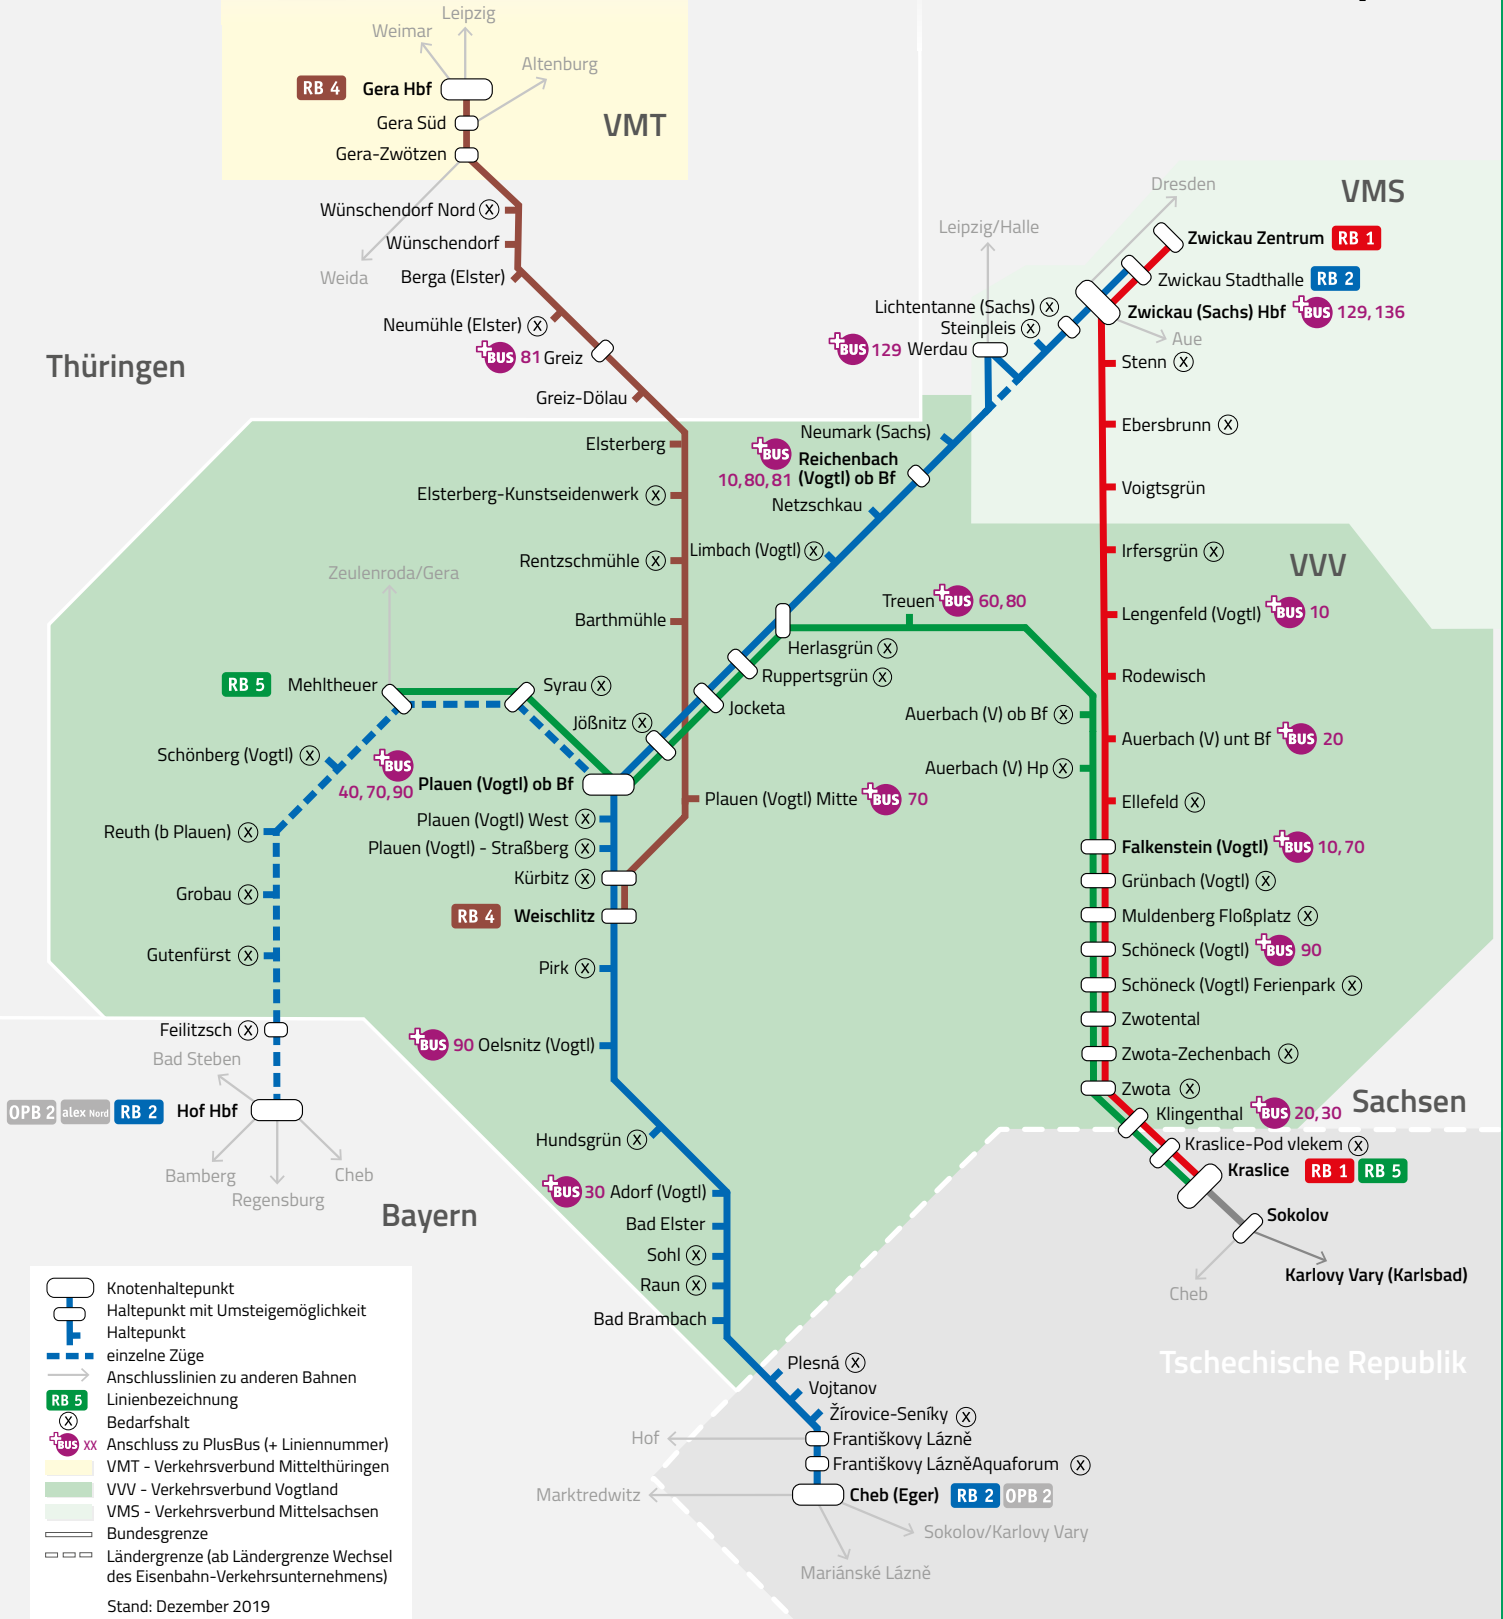 Leipzig
Weimar
Altenburg
RB 4 Gera Hbf
Gera Süd
VMT
Gera-Zwötzen
Wünschendorf Nord X
Wünschendorf
Weida
Berga (Elster)
Neumühle (Elster) X
+BUS 81 Greiz
Greiz-Dölau
Thüringen
Dresden
VMS
Leipzig/Halle
Zwickau Zentrum RB 1
Zwickau Stadthalle RB 2
Lichtentanne (Sachs) X
Zwickau (Sachs) Hbf +BUS 129, 136
Steinpleis X
Aue
+BUS 129 Werdau
Stenn X
Ebersbrunn X
Neumark (Sachs)
+BUS Reichenbach
10, 80, 81 (Vogtl) ob Bf
Voigtsgrün
Netzschkau
Limbach (Vogtl) X
Irfersgrün X
VVV
Elsterberg
Elsterberg-Kunstseidenwerk X
Rentzschmühle X
Barthmühle
Zeulenroda/Gera
Treuen +BUS 60, 80
Lengenfeld (Vogtl) +BUS 10
Herlasgrün X
Ruppertsgrün X
Rodewisch
Jocketa
RB 5 Mehltheuer
Syrau X
Jößnitz X
Auerbach (V) ob Bf X
Auerbach (V) unt Bf +BUS 20
Schönberg (Vogtl) X
+BUS
40, 70, 90
Plauen (Vogtl) ob Bf
Auerbach (V) Hp X
Plauen (Vogtl) Mitte +BUS 70
Ellefeld X
Plauen (Vogtl) West X
Reuth (b Plauen) X
Plauen (Vogtl) - Straßberg X
Falkenstein (Vogtl) +BUS 10, 70
Kürbitz X
Grünbach (Vogtl) X
Grobau X
RB 4 Weischlitz
Muldenberg Floßplatz X
Gutenfürst X
Schöneck (Vogtl) +BUS 90
Pirk X
Schöneck (Vogtl) Ferienpark X
Zwotental
Feilitzsch X
+BUS 90 Oelsnitz (Vogtl)
Zwota-Zechenbach X
Bad Steben
Zwota X
OPB 2 alex Nord RB 2 Hof Hbf
Klingenthal +BUS 20, 30
Sachsen
Hundsgrün X
Kraslice-Pod vlekem X
Bamberg
Cheb
Regensburg
Kraslice RB 1 RB 5
+BUS 30 Adorf (Vogtl)
Bayern
Bad Elster
Sokolov
Sohl X
Raun X
Karlovy Vary (Karlsbad)
Cheb
Bad Brambach
Tschechische Republik
Plesná X
Vojtanov
Žírovice-Seníky X
Hof
Františkovy Lázně
Františkovy LázněAquaforum X
Marktredwitz
Cheb (Eger) RB 2 OPB 2
Sokolov/Karlovy Vary
Mariánské Lázně
Knotenhaltepunkt
Haltepunkt mit Umsteigemöglichkeit
Haltepunkt
einzelne Züge
Anschlusslinien zu anderen Bahnen
RB 5 Linienbezeichnung
X Bedarfshalt
+BUS XX Anschluss zu PlusBus (+ Liniennummer)
VMT - Verkehrsverbund Mittelthüringen
VVV - Verkehrsverbund Vogtland
VMS - Verkehrsverbund Mittelsachsen
Bundesgrenze
Ländergrenze (ab Ländergrenze Wechsel
des Eisenbahn-Verkehrsunternehmens)
Stand: Dezember 2019